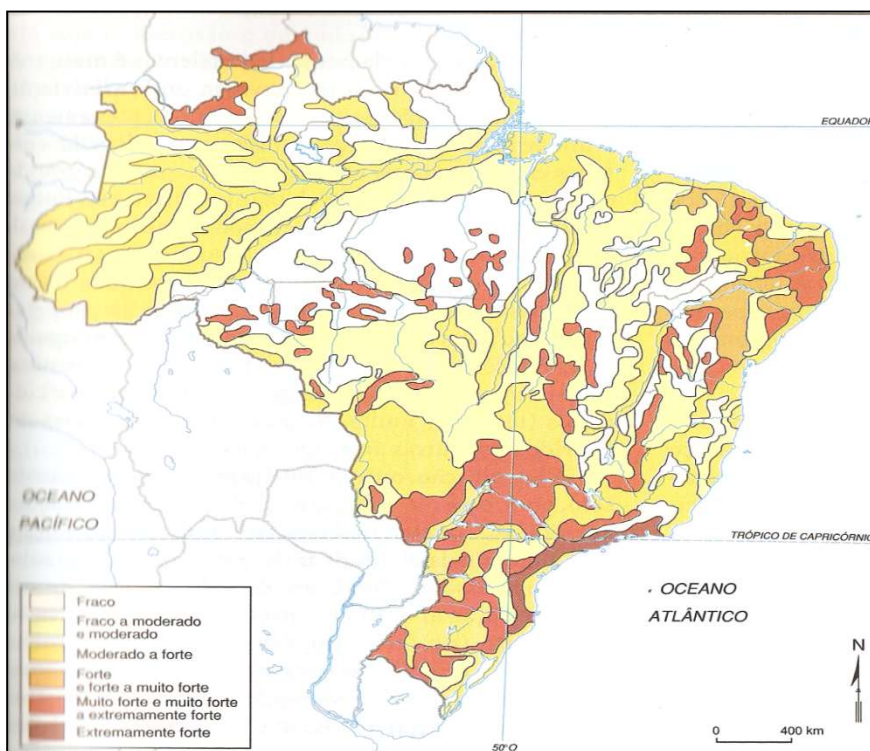 EQUADOR
OCEANO
PACÍFICO
TRÓPICO DE CAPRICÓRNIO
OCEANO
ATLÂNTICO
Fraco
Fraco a moderado
e moderado
Moderado a forte
Forte
e forte a muito forte
Muito forte e muito forte
a extremamente forte
Extremamente forte
N
0 400 km
50°O